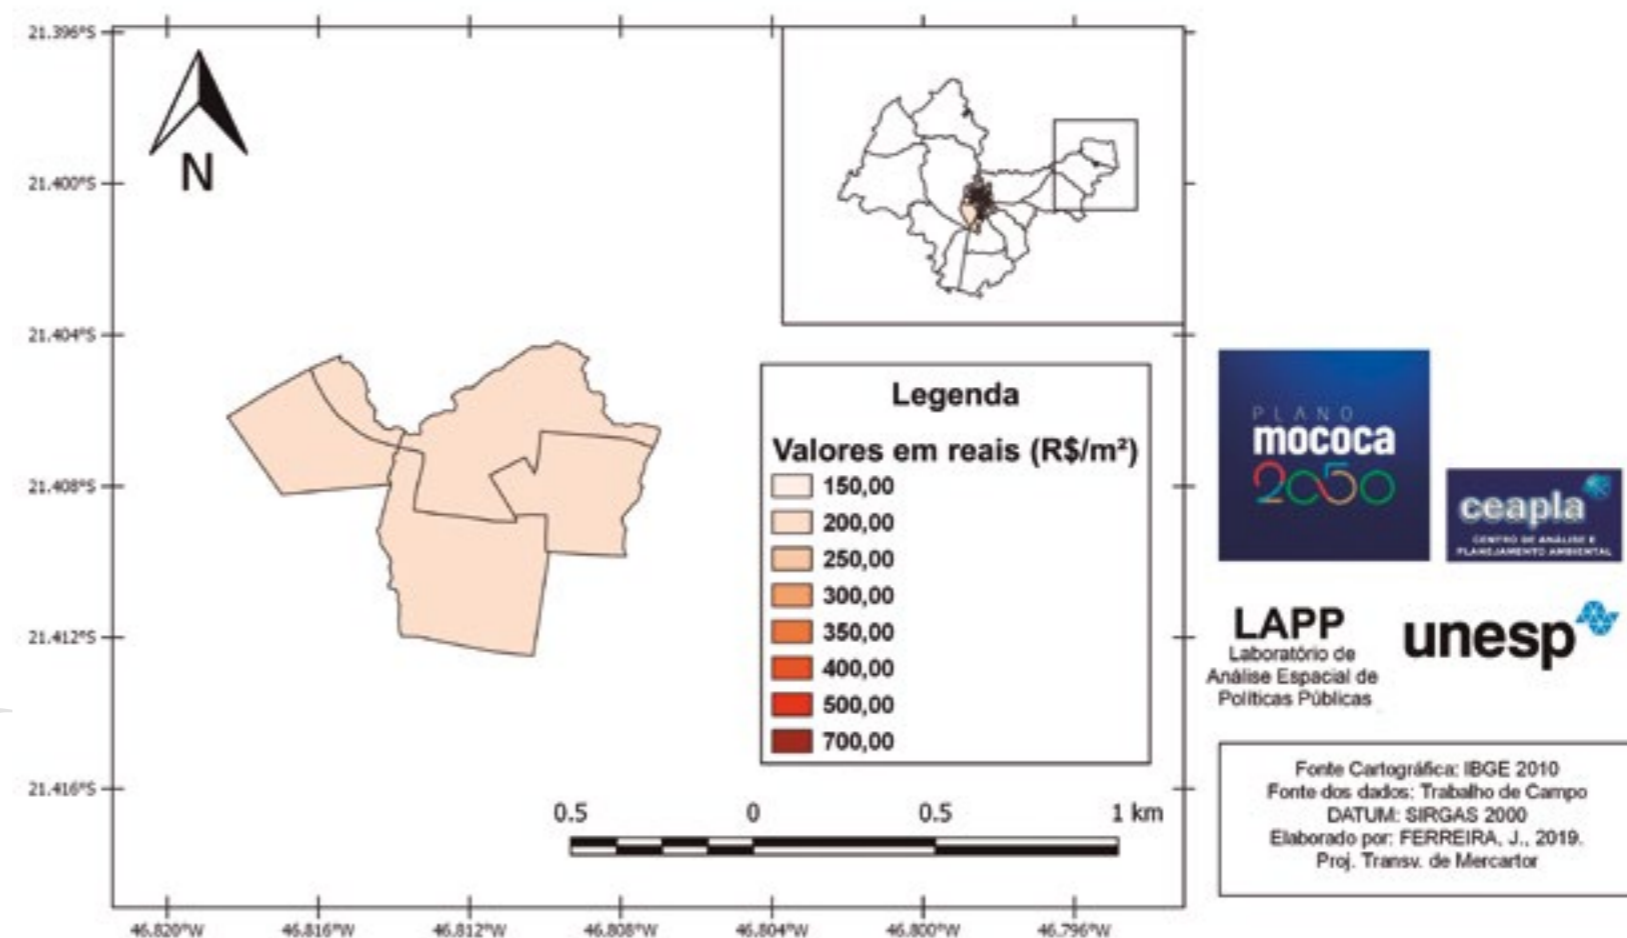 21.396°S
21.400°S
21.404°S
21.408°S
21.412°S
21.416°S
N
Legenda
Valores em reais (R$/m²)
150,00
200,00
250,00
300,00
350,00
400,00
500,00
700,00
0.5 0 0.5 1 km
46.820°W 46.816°W 46.812°W 46.808°W 46.804°W 46.800°W 46.796°W
PLANO
mococa
2050
ceapla
CENTRO DE ANÁLISE E
PLANEJAMENTO AMBIENTAL
LAPP
Laboratório de
Análise Espacial de
Políticas Públicas
unesp
Fonte Cartográfica: IBGE 2010
Fonte dos dados: Trabalho de Campo
DATUM: SIRGAS 2000
Elaborado por: FERREIRA, J., 2019.
Proj. Transv. de Mercartor